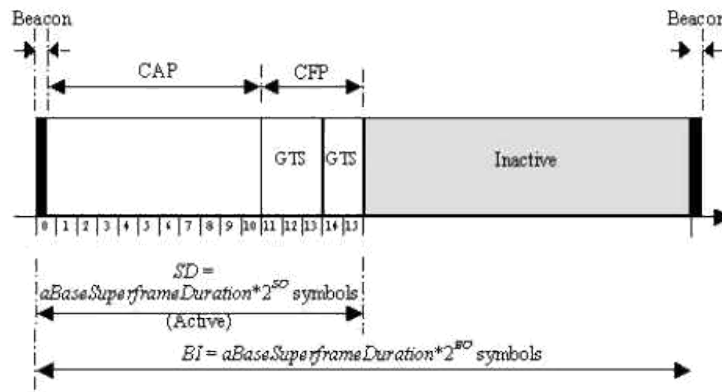 Beacon Beacon
CAP CFP
GTS GTS Inactive
0 1 2 3 4 5 6 7 8 9 10 11 12 13 14 15
SD =
aBaseSuperframeDuration*2^SO symbols
(Active)
BI = aBaseSuperframeDuration*2^BO symbols